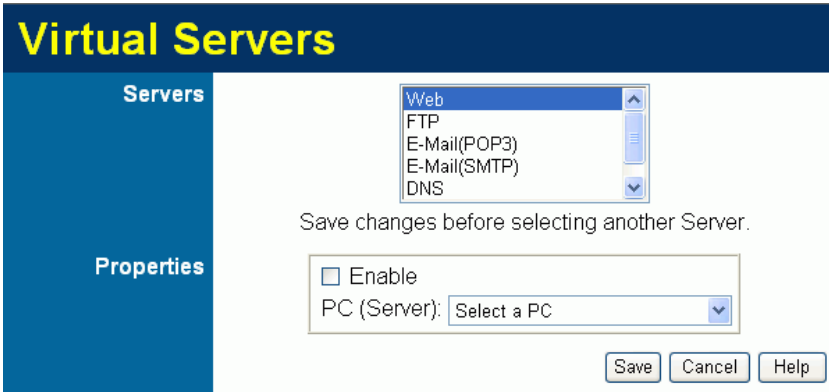 Virtual Servers
Servers
Web
FTP
E-Mail(POP3)
E-Mail(SMTP)
DNS
Save changes before selecting another Server.
Properties
Enable
PC (Server): Select a PC
Save Cancel Help